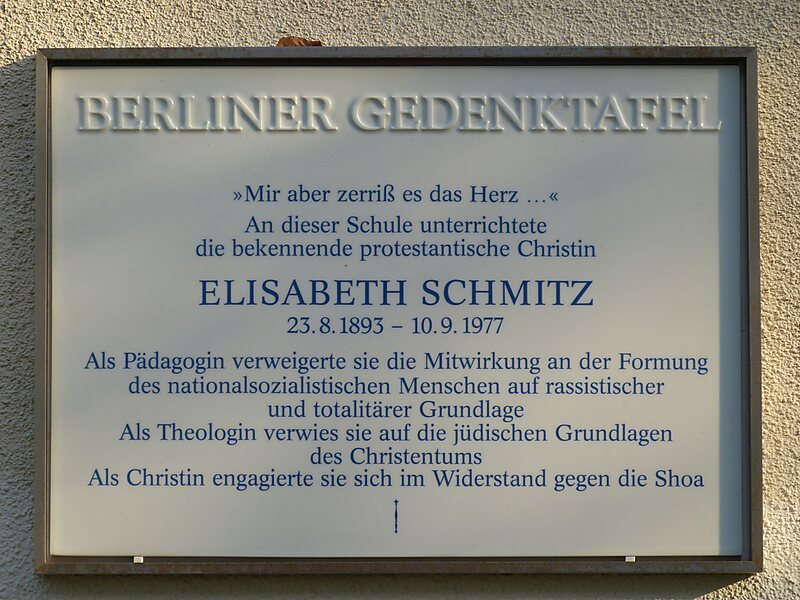 BERLINER GEDENKTAFEL
»Mir aber zerriß es das Herz ...«
An dieser Schule unterrichtete
die bekennende protestantische Christin
ELISABETH SCHMITZ
23.8.1893 – 10.9.1977
Als Pädagogin verweigerte sie die Mitwirkung an der Formung
des nationalsozialistischen Menschen auf rassistischer
und totalitärer Grundlage
Als Theologin verwies sie auf die jüdischen Grundlagen
des Christentums
Als Christin engagierte sie sich im Widerstand gegen die Shoa